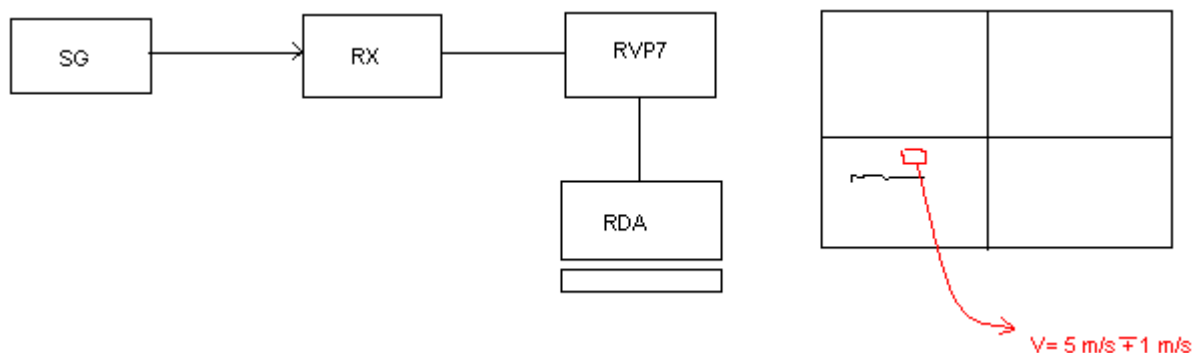 SG
RX
RVP7
RDA
V= 5 m/s ∓ 1 m/s